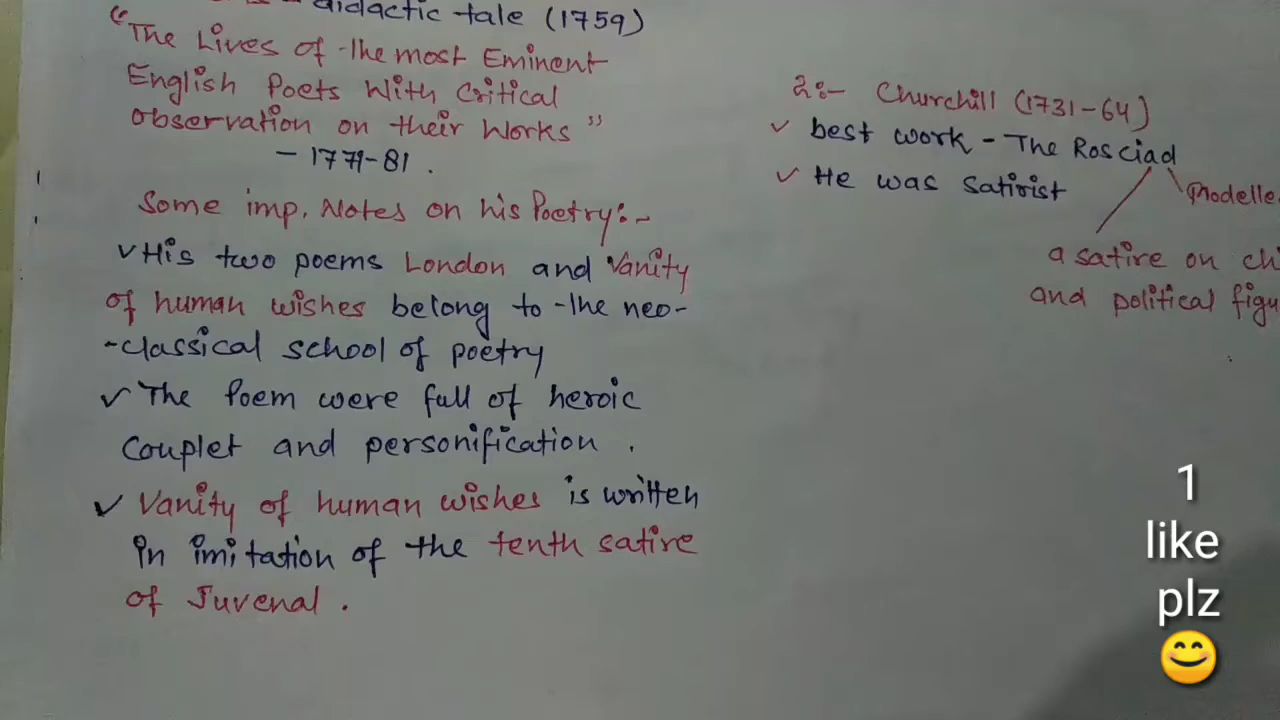 didactic tale (1759)
"The Lives of the most Eminent
English Poets With Critical
observation on their Works"
- 1779-81.
Some imp. Notes on his Poetry:-
✓ His two poems London and Vanity
of human wishes belong to the neo-
-classical school of poetry
✓ The Poem were full of heroic
Couplet and personification.
✓ Vanity of human wishes is written
in imitation of the tenth satire
of Juvenal.
2:- Churchill (1731-64)
✓ best work - The Rosciad
✓ He was satirist
Modelle
a satire on
and political figu
1
like
plz
😊